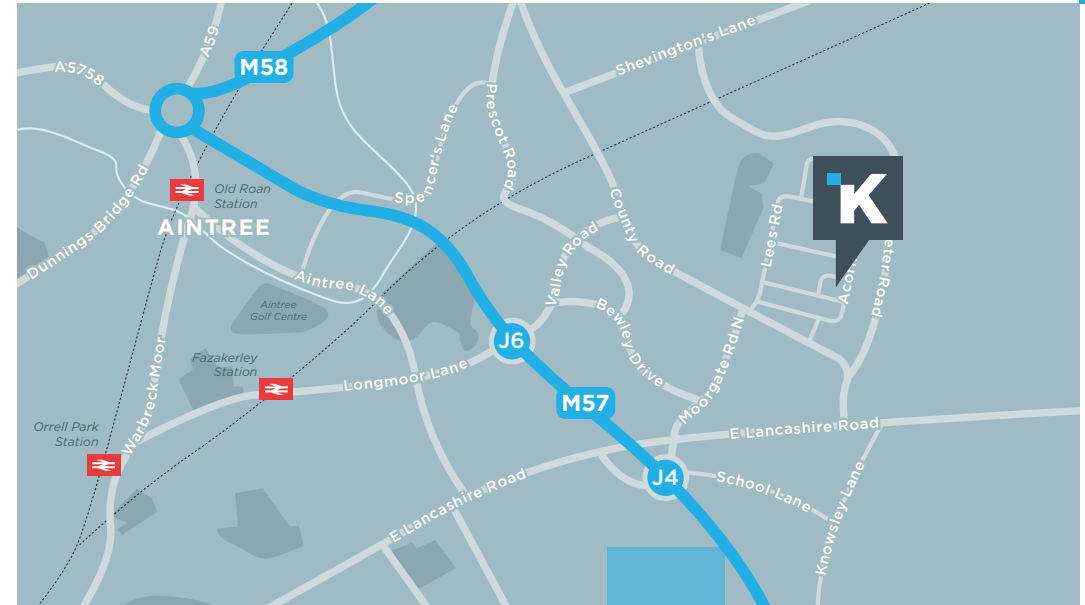 A59
M58
A5758
Shevington's Lane
Prescot Road
Spencer's Lane
Old Roan
Station
AINTREE
Dunnings Bridge Rd
K
County Road
Lees Rd
Valley Road
Aintree Lane
Aintree
Golf Centre
Bewley Drive
J6
Fazakerley
Station
Longmoor Lane
Warbreck Moor
Moorgate Rd N
M57
Orrell Park
Station
E Lancashire Road
E Lancashire Road
J4
School Lane
Knowsley Lane